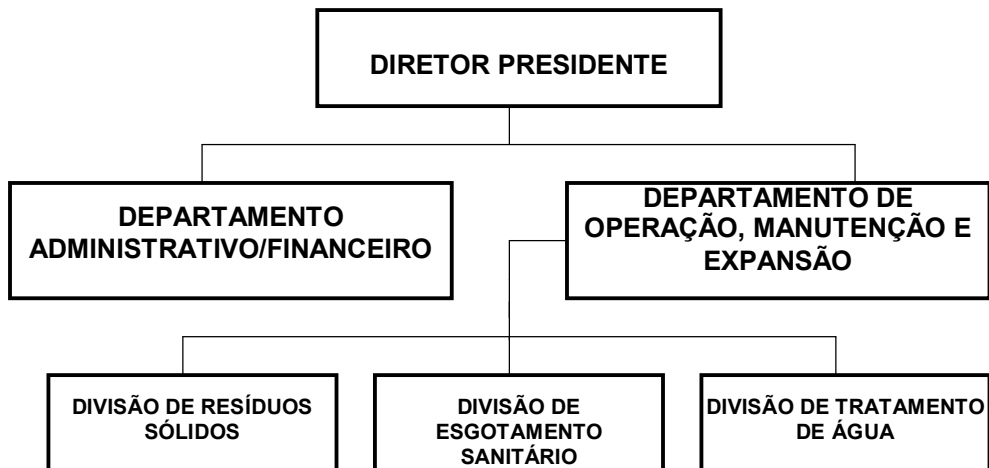 DIRETOR PRESIDENTE
DEPARTAMENTO
ADMINISTRATIVO/FINANCEIRO
DEPARTAMENTO DE
OPERAÇÃO, MANUTENÇÃO E
EXPANSÃO
DIVISÃO DE RESÍDUOS
SÓLIDOS
DIVISÃO DE
ESGOTAMENTO
SANITÁRIO
DIVISÃO DE TRATAMENTO
DE ÁGUA